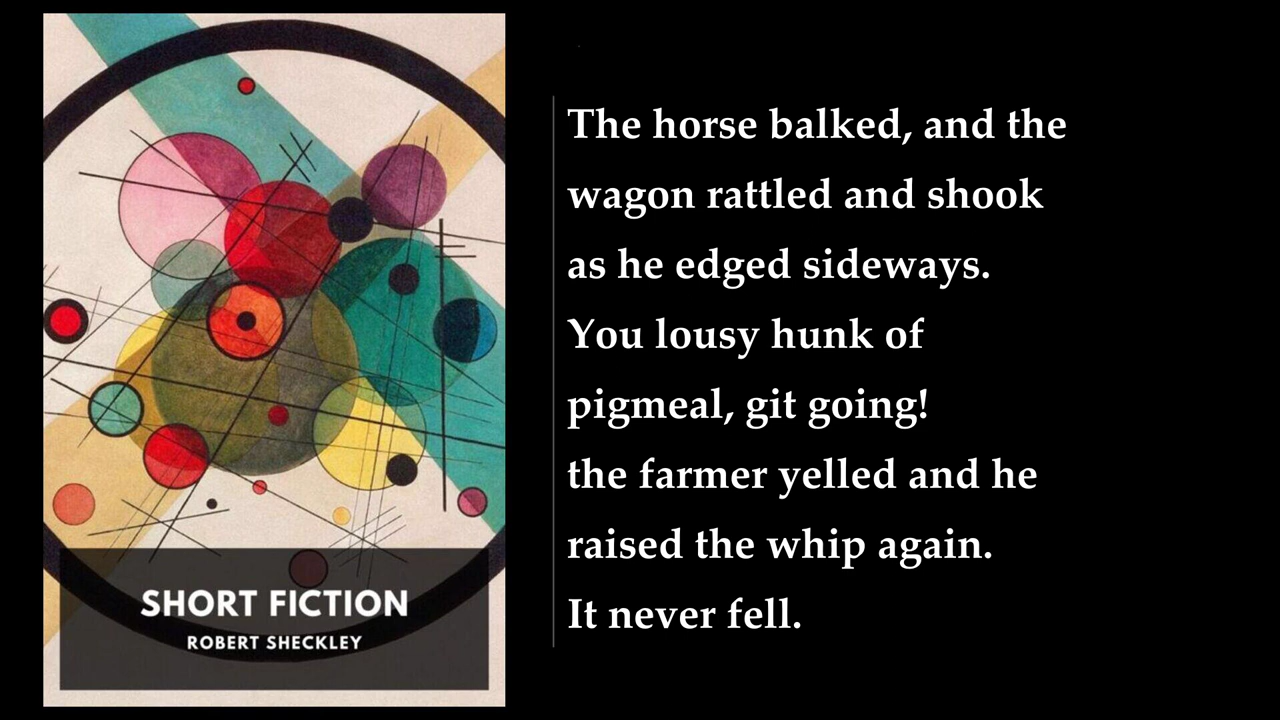 SHORT FICTION
ROBERT SHECKLEY
The horse balked, and the
wagon rattled and shook
as he edged sideways.
You lousy hunk of
pigmeal, git going!
the farmer yelled and he
raised the whip again.
It never fell.